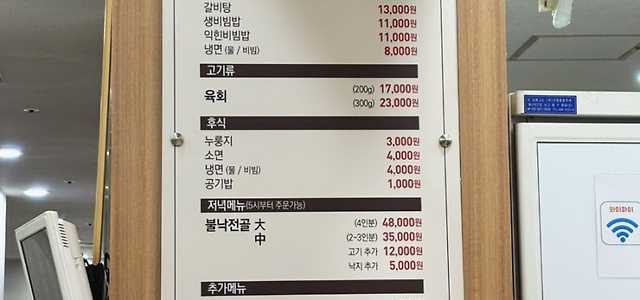 갈비탕 13,000원
생비빔밥 11,000원
익힌비빔밥 11,000원
냉면 (물 / 비빔) 8,000원
고기류
육회 (200g) 17,000원
(300g) 23,000원
후식
누룽지 3,000원
소면 4,000원
냉면 (물 / 비빔) 4,000원
공기밥 1,000원
저녁메뉴(5시부터 주문가능)
불낙전골 大 (4인분) 48,000원
中 (2-3인분) 35,000원
고기 추가 12,000원
낙지 추가 5,000원
추가메뉴
와이파이